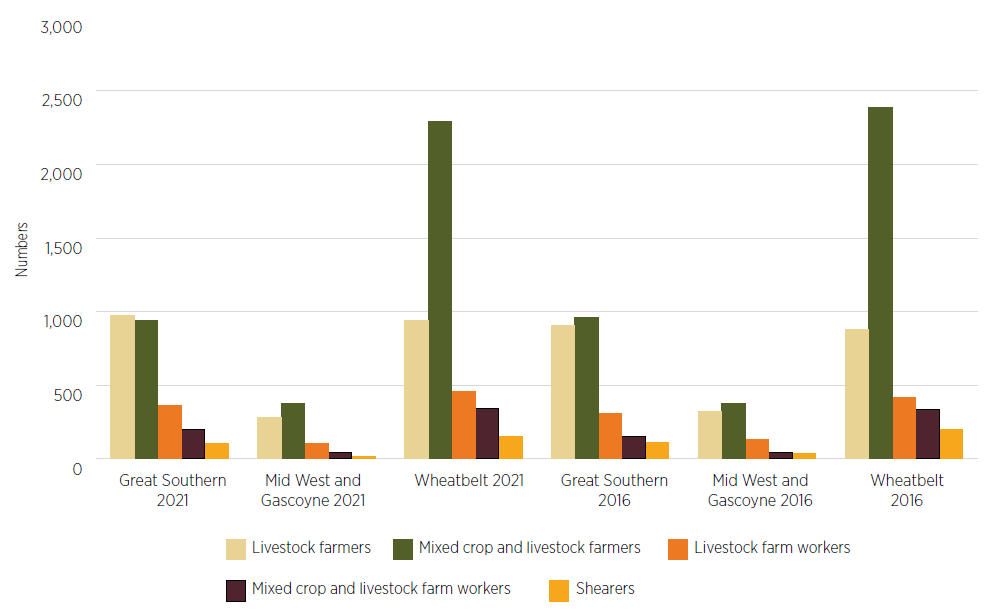 3,000
2,500
2,000
1,500
1,000
500
0
Numbers
Great Southern
2021
Mid West and
Gascoyne 2021
Wheatbelt 2021
Great Southern
2016
Mid West and
Gascoyne 2016
Wheatbelt
2016
Livestock farmers
Mixed crop and livestock farmers
Livestock farm workers
Mixed crop and livestock farm workers
Shearers